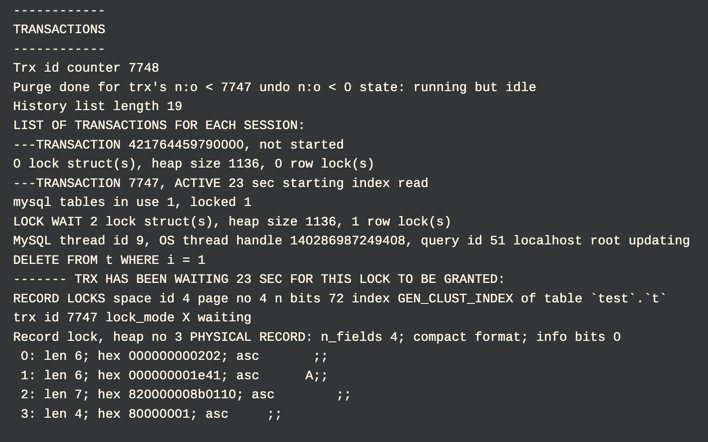 ------------
TRANSACTIONS
------------
Trx id counter 7748
Purge done for trx's n:o < 7747 undo n:o < 0 state: running but idle
History list length 19
LIST OF TRANSACTIONS FOR EACH SESSION:
---TRANSACTION 421764459790000, not started
0 lock struct(s), heap size 1136, 0 row lock(s)
---TRANSACTION 7747, ACTIVE 23 sec starting index read
mysql tables in use 1, locked 1
LOCK WAIT 2 lock struct(s), heap size 1136, 1 row lock(s)
MySQL thread id 9, OS thread handle 140286987249408, query id 51 localhost root updating
DELETE FROM t WHERE i = 1
------- TRX HAS BEEN WAITING 23 SEC FOR THIS LOCK TO BE GRANTED:
RECORD LOCKS space id 4 page no 4 n bits 72 index GEN_CLUST_INDEX of table `test`.`t`
trx id 7747 lock_mode X waiting
Record lock, heap no 3 PHYSICAL RECORD: n_fields 4; compact format; info bits 0
 0: len 6; hex 000000000202; asc       ;;
 1: len 6; hex 000000001e41; asc      A;;
 2: len 7; hex 820000008b0110; asc        ;;
 3: len 4; hex 80000001; asc     ;;